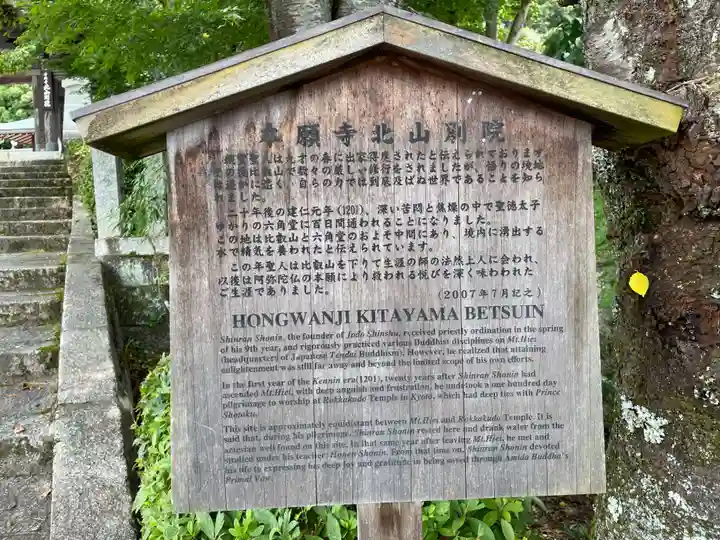 本願寺北山別院
親鸞聖人は九才の春に出家得度されたと伝えられております
その後比叡山で数々の厳しい修行をされましたが、悟りの境地
は遥かに遠く、自らの力では到底及ばぬ世界であることを知ら
れました。
二十年後の建仁元年(1201)、深い苦悶と焦燥の中で聖徳太子
ゆかりの六角堂に百日間通われることになりました。
この地は比叡山と六角堂のおよそ中間にあり、境内に湧出する
水で精気を養われたと伝えられています。
この年聖人は比叡山を下りて生涯の師の法然上人に会われ、
以後は阿弥陀仏の本願により救われる悦びを深く味わわれた
ご生涯でありました。
(2007年7月記之)
HONGWANJI KITAYAMA BETSUIN
Shinran Shonin, the founder of Jodo Shinshu, received priestly ordination in the spring
of his 9th year, and rigorously practiced various Buddhist disciplines on Mt.Hiei
(headquarters of Japanese Tendai Buddhism). However, he realized that attaining
enlightenment was still far away and beyond the limited scope of his own efforts.
In the first year of the Kennin era(1201), twenty years after Shinran Shonin had
ascended Mt.Hiei, with deep anguish and frustration, he undertook a one hundred day
pilgrimage to worship at Rokkakudo Temple in Kyoto, which had deep ties with Prince
Shotoku.
This site is approximately equidistant between Mt.Hiei and Rokkakudo Temple. It is
said that, during his pilgrimage, Shinran Shonin rested here and drank water from the
artesian well found on this site. In that same year after leaving Mt.Hiei, he met and
studied under his teacher, Honen Shonin. From that time on, Shinran Shonin devoted
his life to expressing his deep joy and gratitude in being saved through Amida Buddha's
Primal Vow.